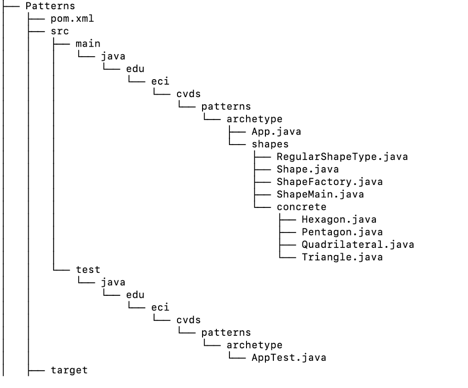 Patterns
pom.xml
src
main
java
edu
eci
cvds
patterns
archetype
App.java
shapes
RegularShapeType.java
Shape.java
ShapeFactory.java
ShapeMain.java
concrete
Hexagon.java
Pentagon.java
Quadrilateral.java
Triangle.java
test
java
edu
eci
cvds
patterns
archetype
AppTest.java
target